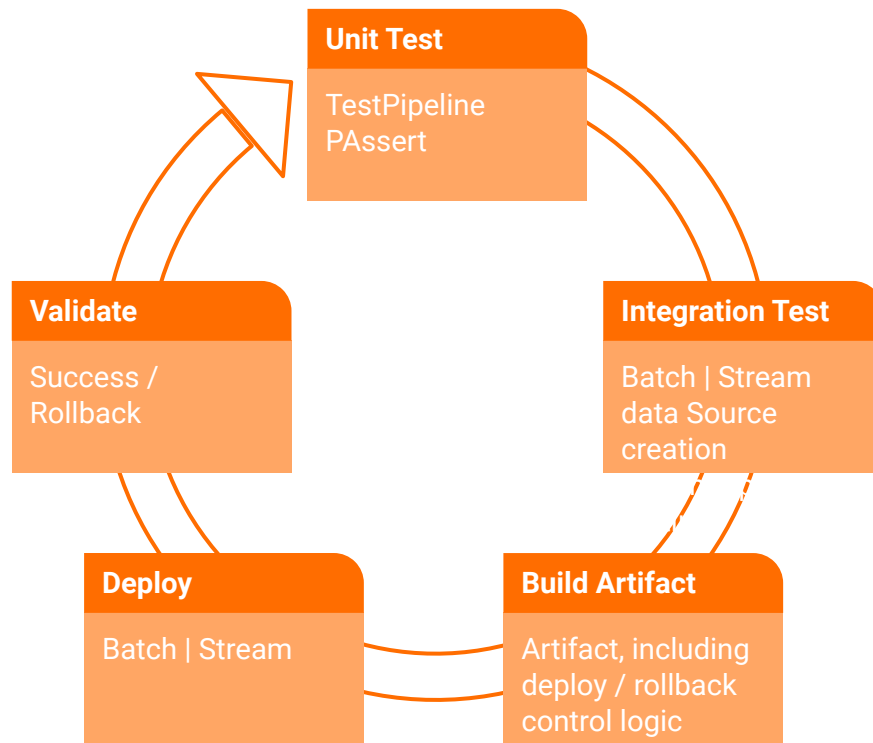 Unit Test
TestPipeline
PAssert
Integration Test
Batch | Stream
data Source
creation
Build Artifact
Artifact, including
deploy / rollback
control logic
Deploy
Batch | Stream
Validate
Success /
Rollback